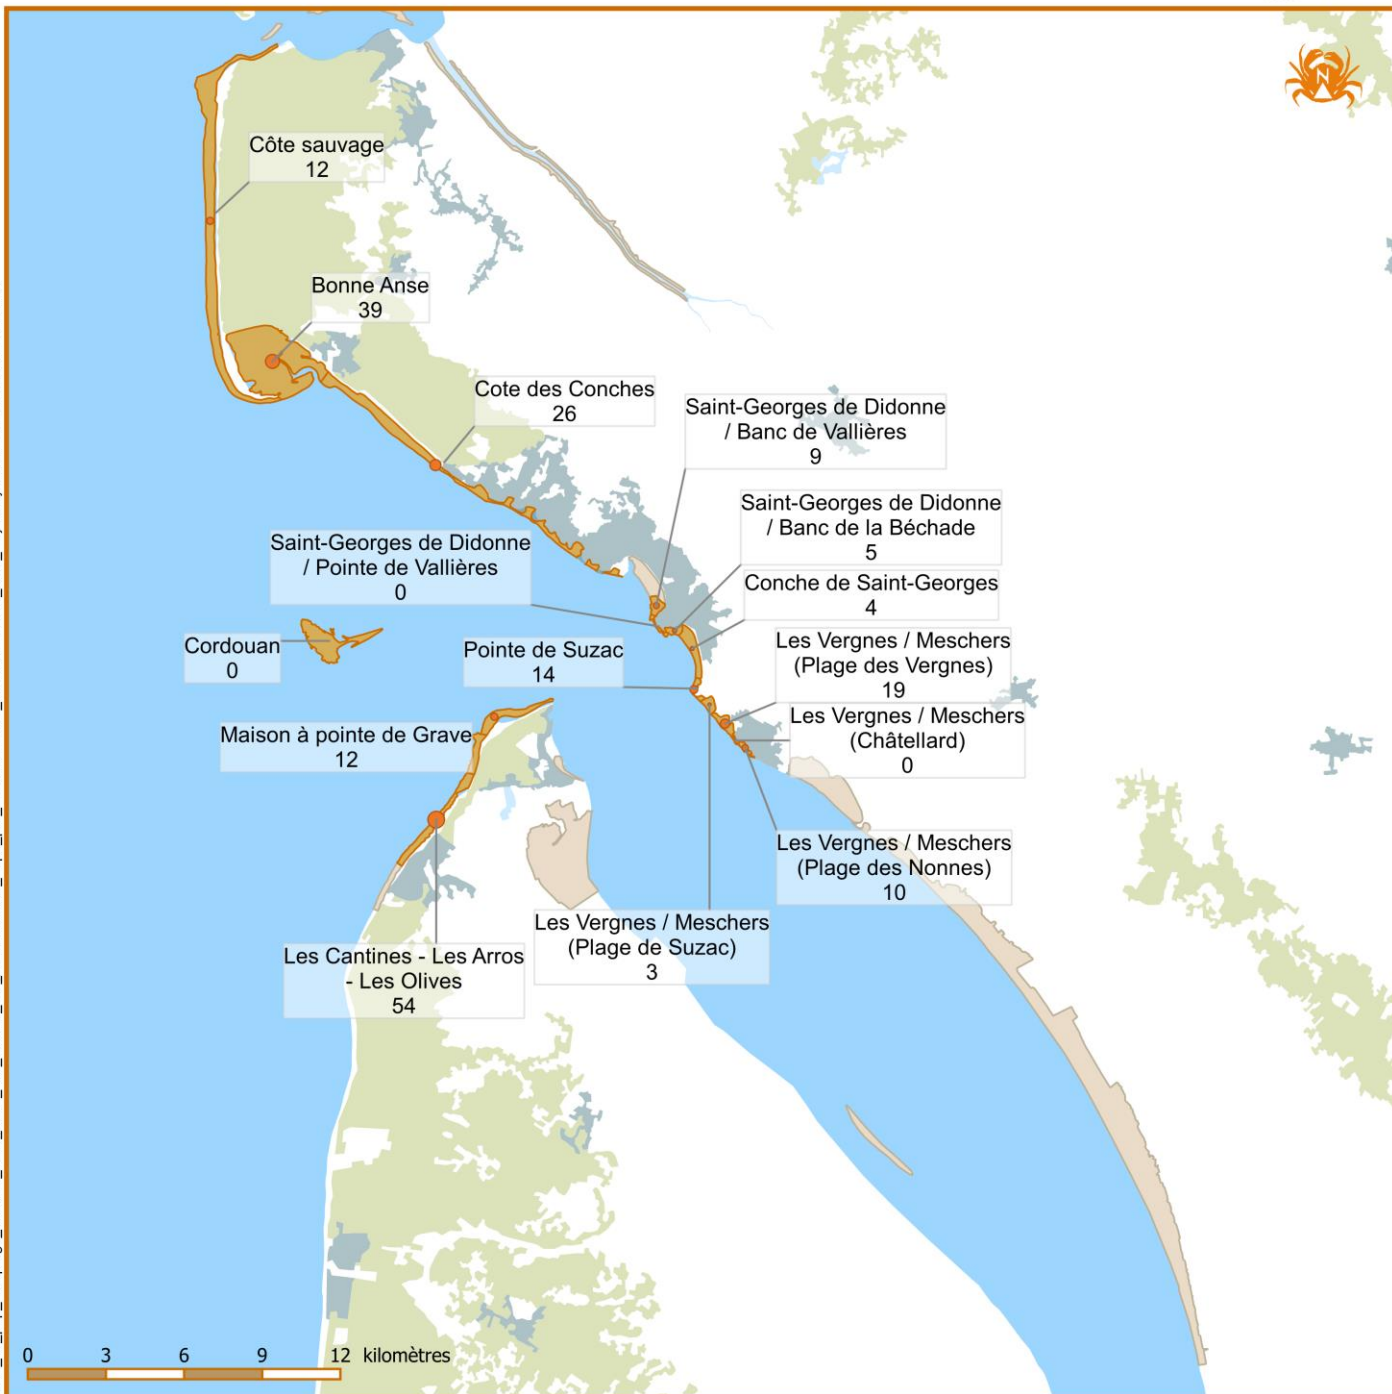 N
Côte sauvage
12
Bonne Anse
39
Cote des Conches
26
Saint-Georges de Didonne
/ Banc de Vallières
9
Saint-Georges de Didonne
/ Banc de la Béchade
5
Saint-Georges de Didonne
/ Pointe de Vallières
0
Conche de Saint-Georges
4
Cordouan
0
Pointe de Suzac
14
Les Vergnes / Meschers
(Plage des Vergnes)
19
Maison à pointe de Grave
12
Les Vergnes / Meschers
(Châtellard)
0
Les Vergnes / Meschers
(Plage des Nonnes)
10
Les Vergnes / Meschers
(Plage de Suzac)
3
Les Cantines - Les Arros
- Les Olives
54
0 3 6 9 12 kilomètres